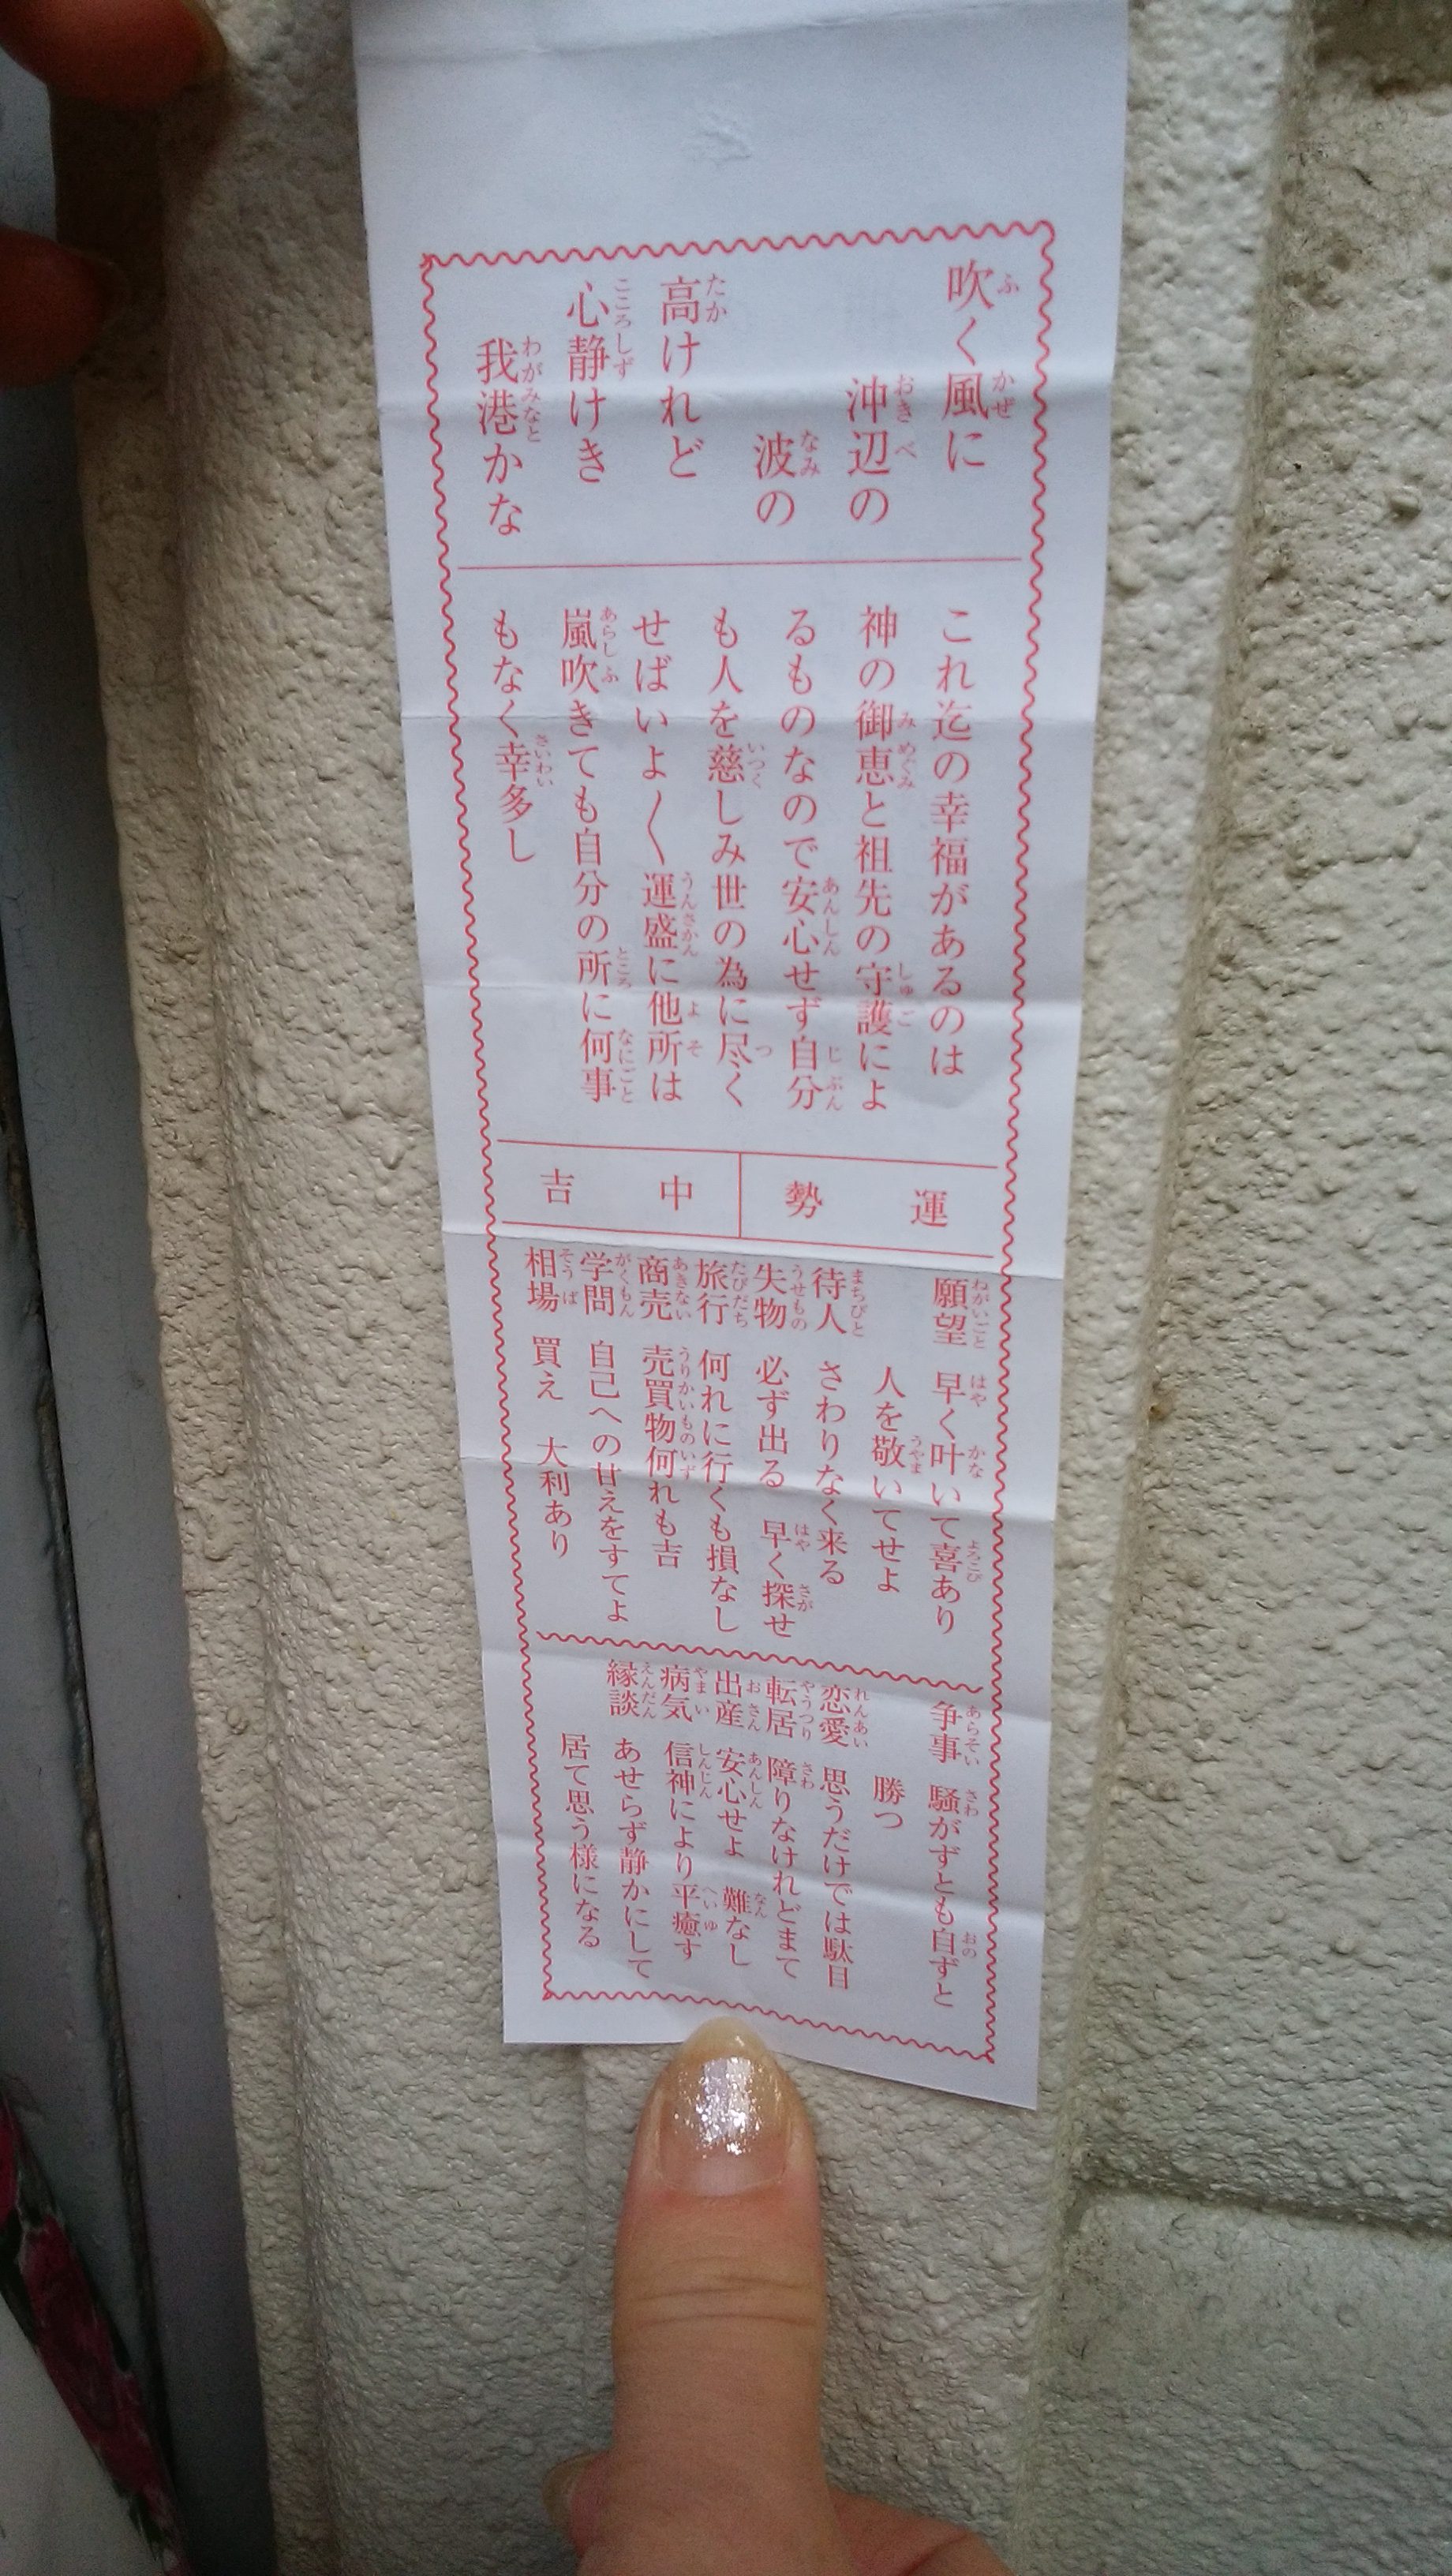 吹く風に
沖辺の
波の
高けれど
心静けき
我港かな
これ迄の幸福があるのは
神の御恵と祖先の守護によ
るものなので安心せず自分
も人を慈しみ世の為に尽く
せばいよ〱運盛に他所は
嵐吹きても自分の所に何事
もなく幸多し
運勢
中吉
願望 早く叶いて喜あり
人を敬いてせよ
待人 さわりなく来る
失物 必ず出る 早く探せ
旅行 何れに行くも損なし
商売 売買物何れも吉
学問 自己への甘えをすてよ
相場 買え 大利あり
争事 騒がずとも自ずと
勝つ
恋愛 思うだけでは駄目
転居 障りなけれどまて
出産 安心せよ 難なし
病気 信神により平癒す
縁談 あせらず静かにして
居て思う様になる